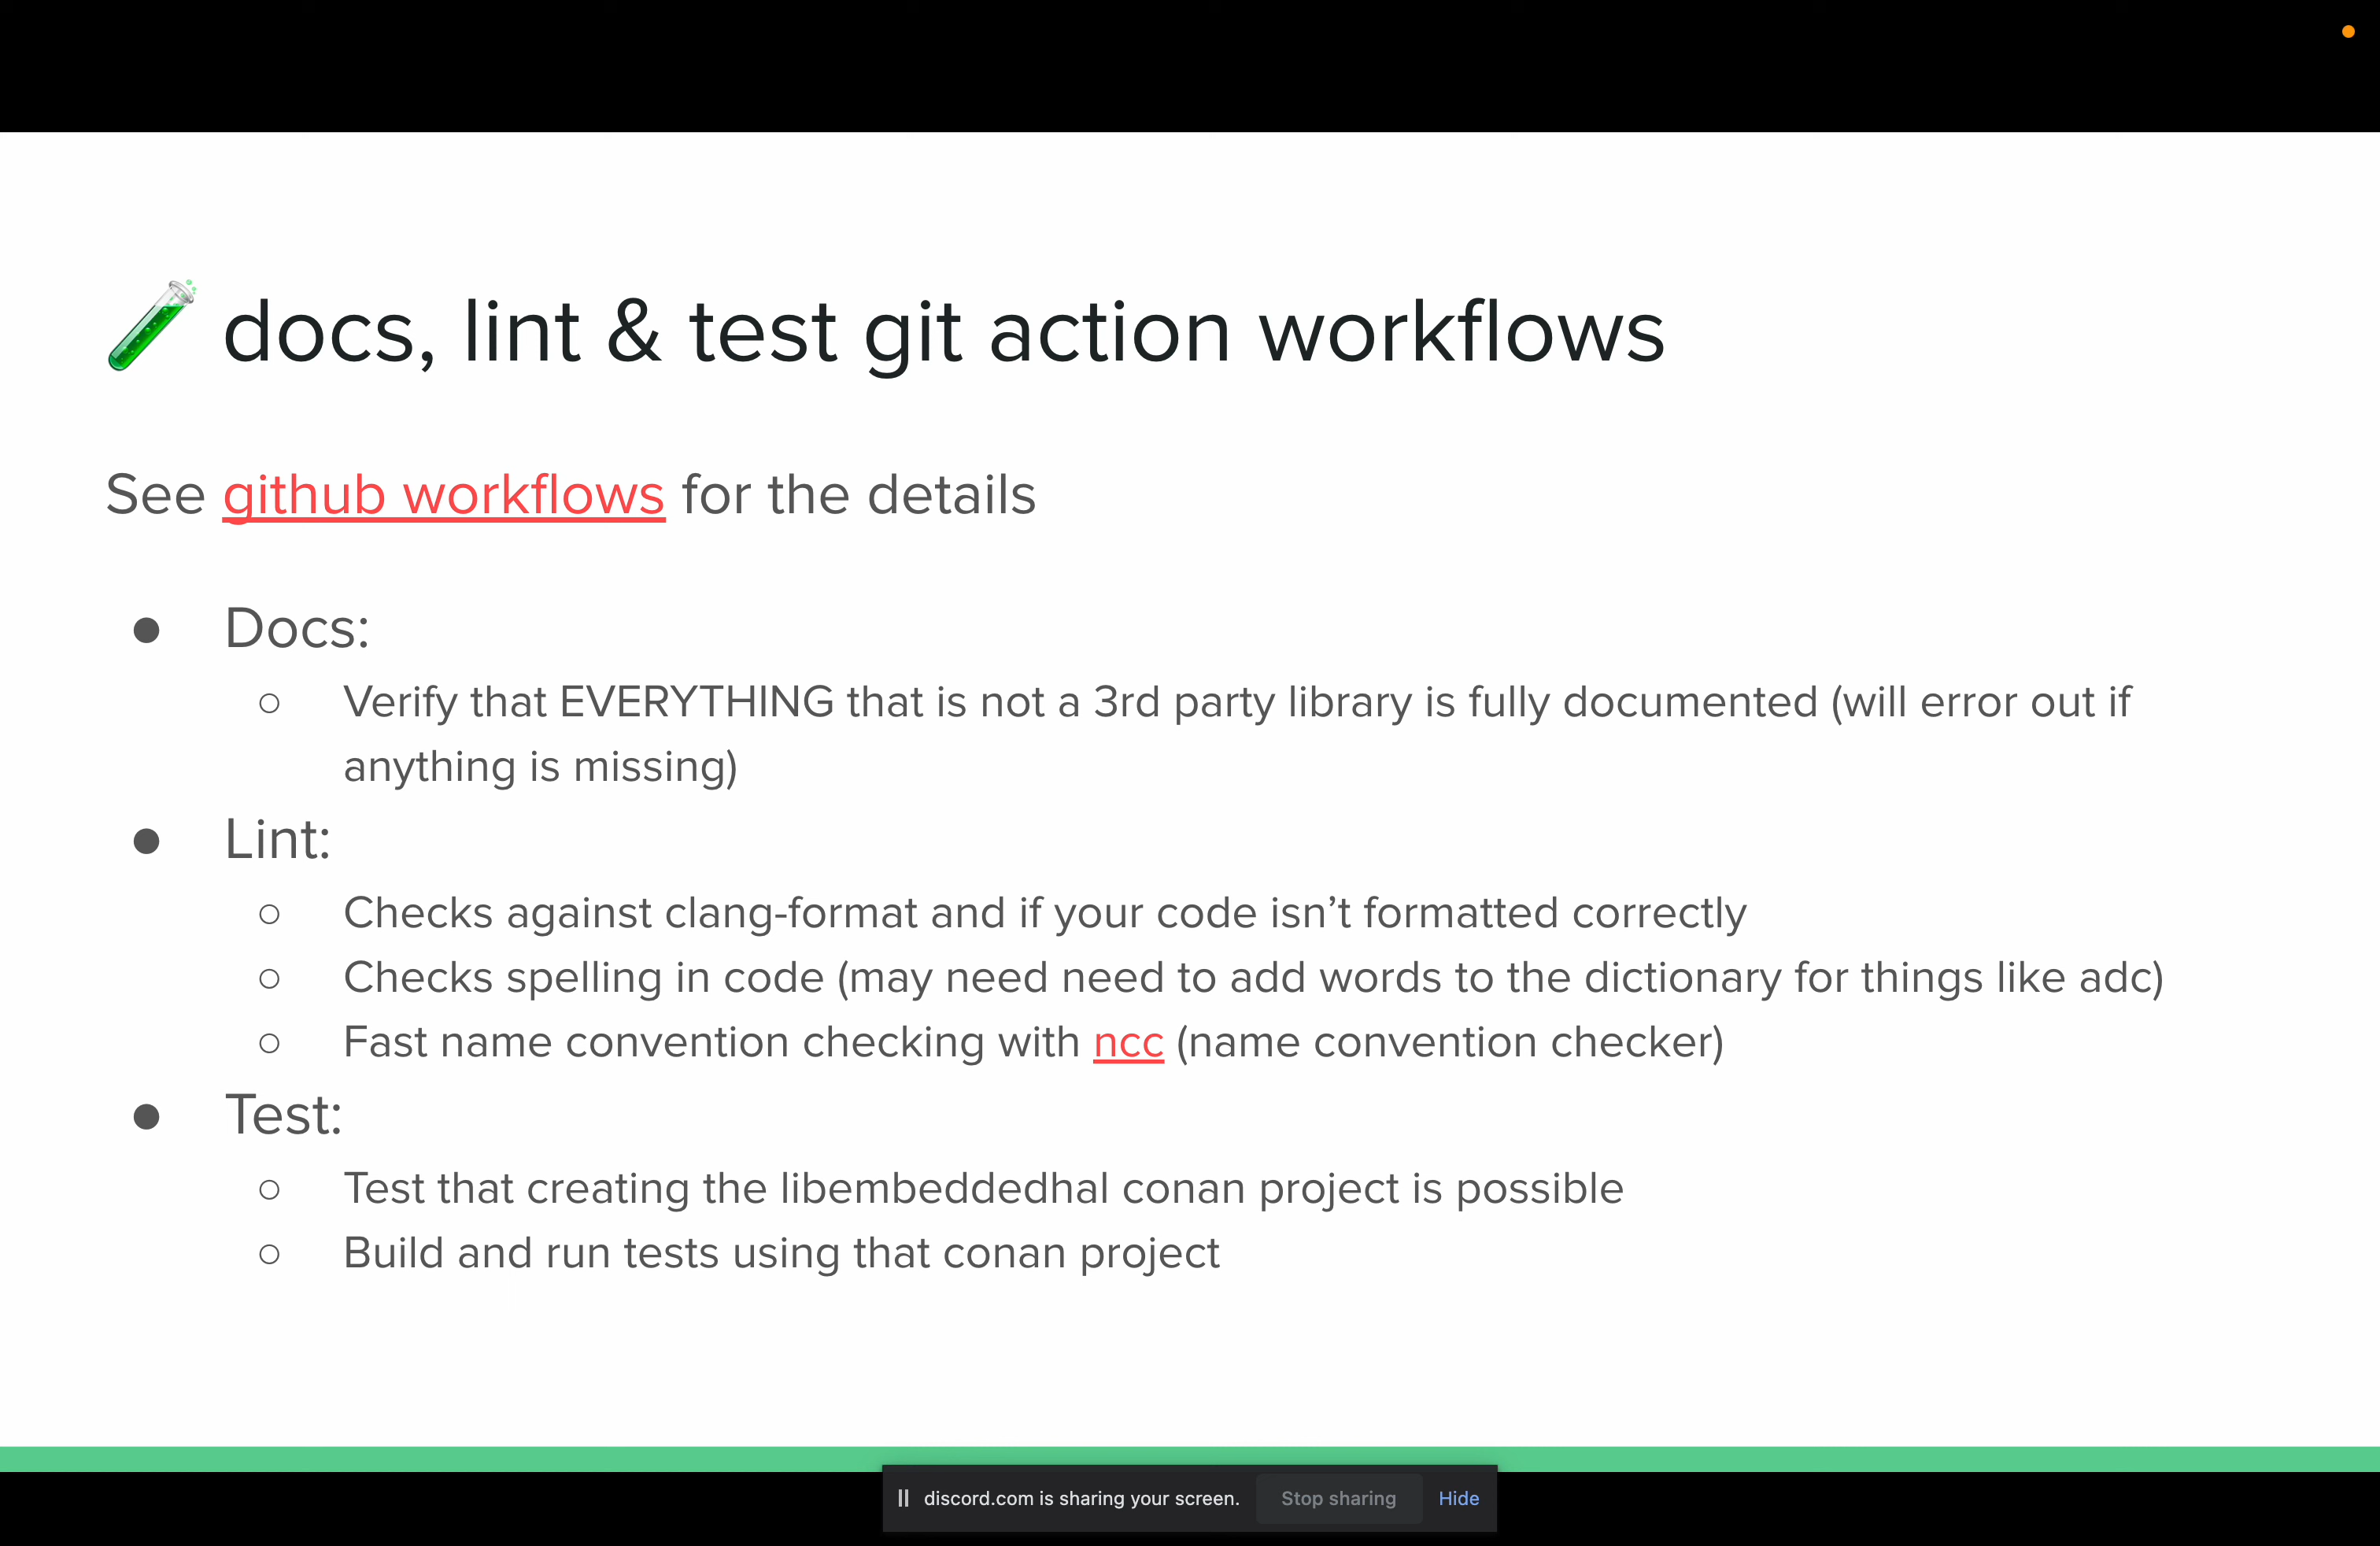 docs, lint & test git action workflows
See github workflows for the details
● Docs:
○ Verify that EVERYTHING that is not a 3rd party library is fully documented (will error out if
anything is missing)
● Lint:
○ Checks against clang-format and if your code isn’t formatted correctly
○ Checks spelling in code (may need need to add words to the dictionary for things like adc)
○ Fast name convention checking with ncc (name convention checker)
● Test:
○ Test that creating the libembeddedhal conan project is possible
○ Build and run tests using that conan project
discord.com is sharing your screen. Stop sharing Hide